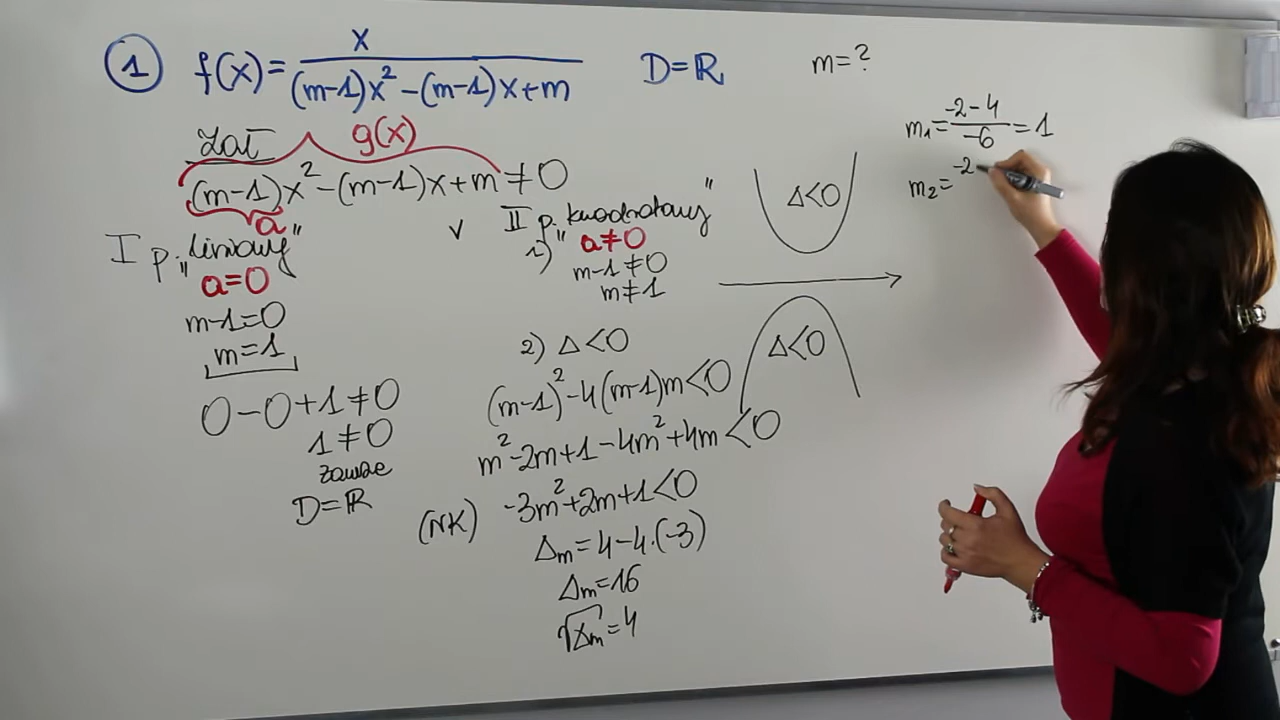 ① f(x)=x/((m-1)x²-(m-1)x+m) D=ℝ m=?
Zał g(x)
(m-1)x²-(m-1)x+m≠0
a
I p. "liniowy"
a=0
m-1=0
m=1
0-0+1≠0
1≠0
zawsze
D=ℝ
v
II p. "kwadratowy"
1) a≠0
m-1≠0
m≠1
2) Δ<0
(m-1)²-4(m-1)m<0
m²-2m+1-4m²+4m<0
(NK) -3m²+2m+1<0
Δm=4-4·(-3)
Δm=16
√Δm=4
Δ<0
Δ<0
m₁=(-2-4)/-6=1
m₂=-2